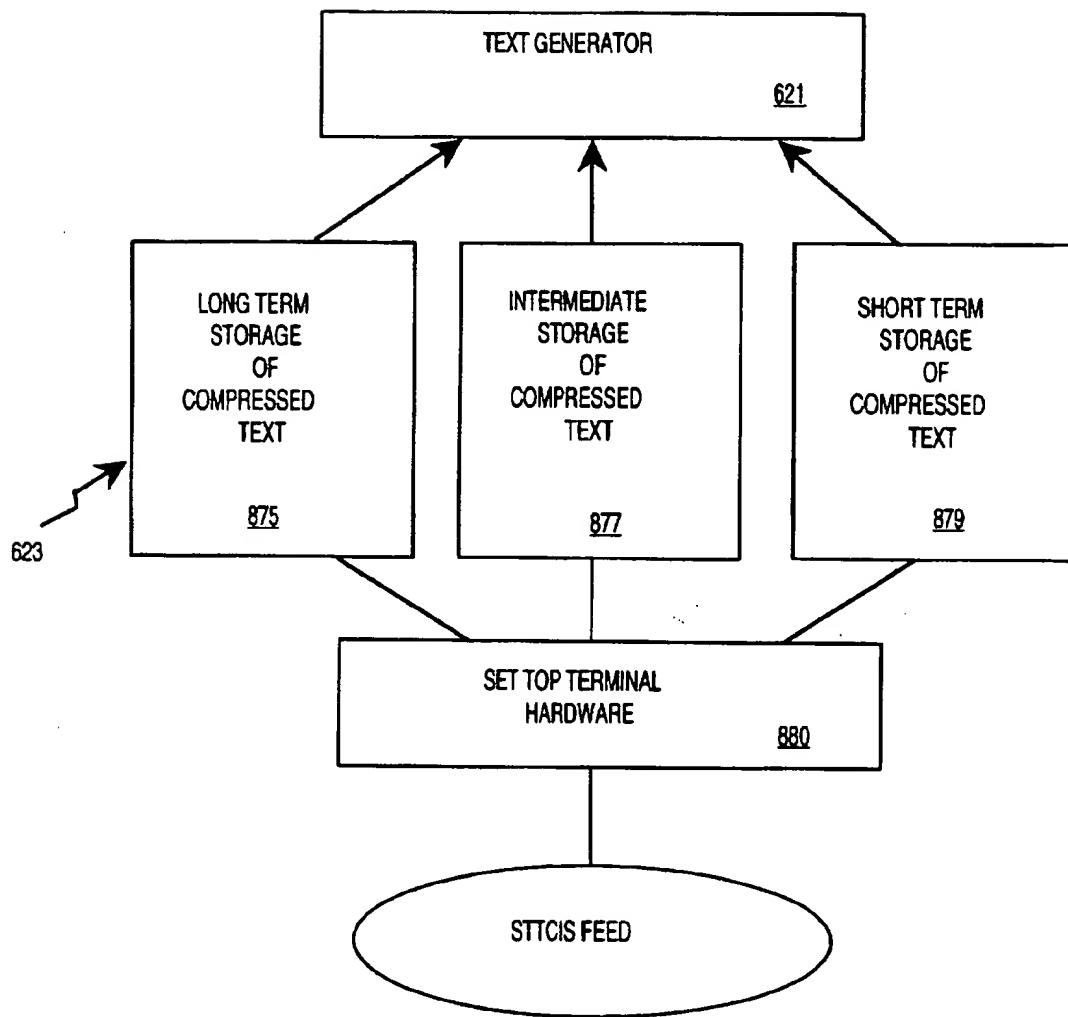 TEXT GENERATOR
621
LONG TERM
STORAGE
OF
COMPRESSED
TEXT
875
INTERMEDIATE
STORAGE
OF
COMPRESSED
TEXT
877
SHORT TERM
STORAGE
OF
COMPRESSED
TEXT
879
623
SET TOP TERMINAL
HARDWARE
880
STTCIS FEED